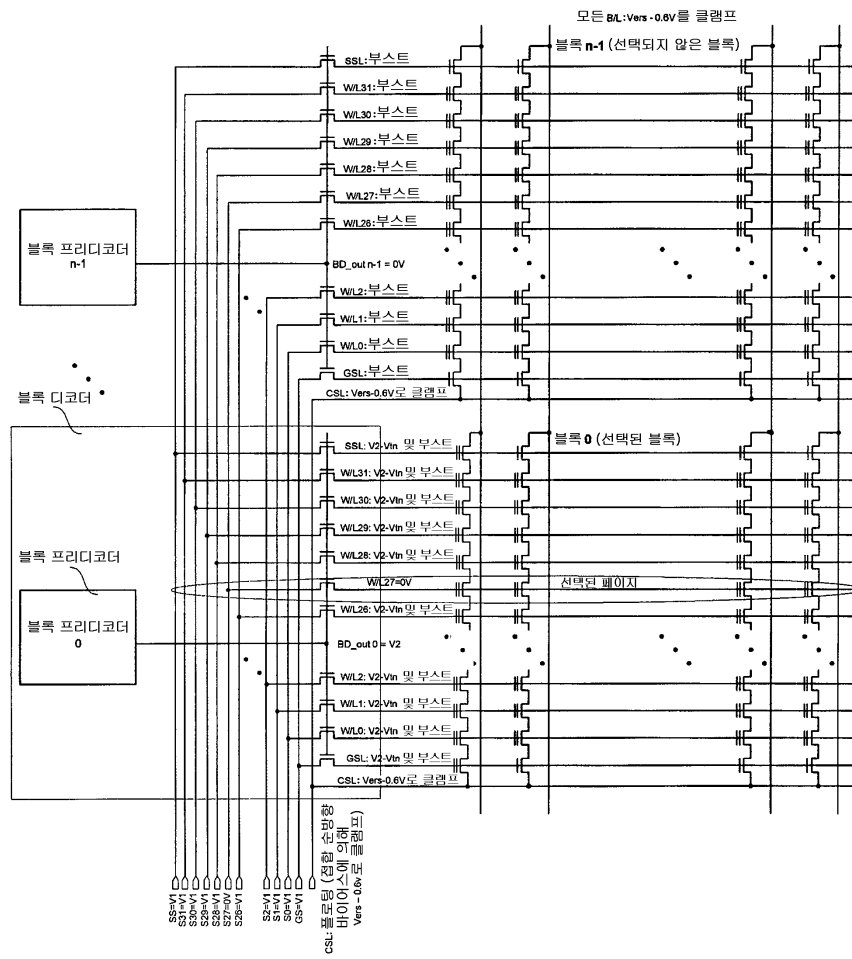 모든 B/L: Vers - 0.6V를 클램프
블록 n-1 (선택되지 않은 블록)
SSL: 부스트
W/L31: 부스트
W/L30: 부스트
W/L29: 부스트
W/L28: 부스트
W/L27: 부스트
W/L26: 부스트
블록 프리디코더
n-1
BD_out n-1 = 0V
W/L2: 부스트
W/L1: 부스트
W/L0: 부스트
GSL: 부스트
CSL: Vers-0.6V로 클램프
블록 디코더
블록 0 (선택된 블록)
SSL: V2-Vtn 및 부스트
W/L31: V2-Vtn 및 부스트
W/L30: V2-Vtn 및 부스트
W/L29: V2-Vtn 및 부스트
W/L28: V2-Vtn 및 부스트
블록 프리디코더
W/L27=0V
선택된 페이지
W/L26: V2-Vtn 및 부스트
블록 프리디코더
0
BD_out 0 = V2
W/L2: V2-Vtn 및 부스트
W/L1: V2-Vtn 및 부스트
W/L0: V2-Vtn 및 부스트
GSL: V2-Vtn 및 부스트
CSL: Vers-0.6V로 클램프
SS=V1
S31=V1
S30=V1
S29=V1
S28=V1
S27=0V
S26=V1
S2=V1
S1=V1
S0=V1
GS=V1
CSL: 플로팅 (접합 순방향
바이어스에 의해
Vers - 0.6v로 클램프)